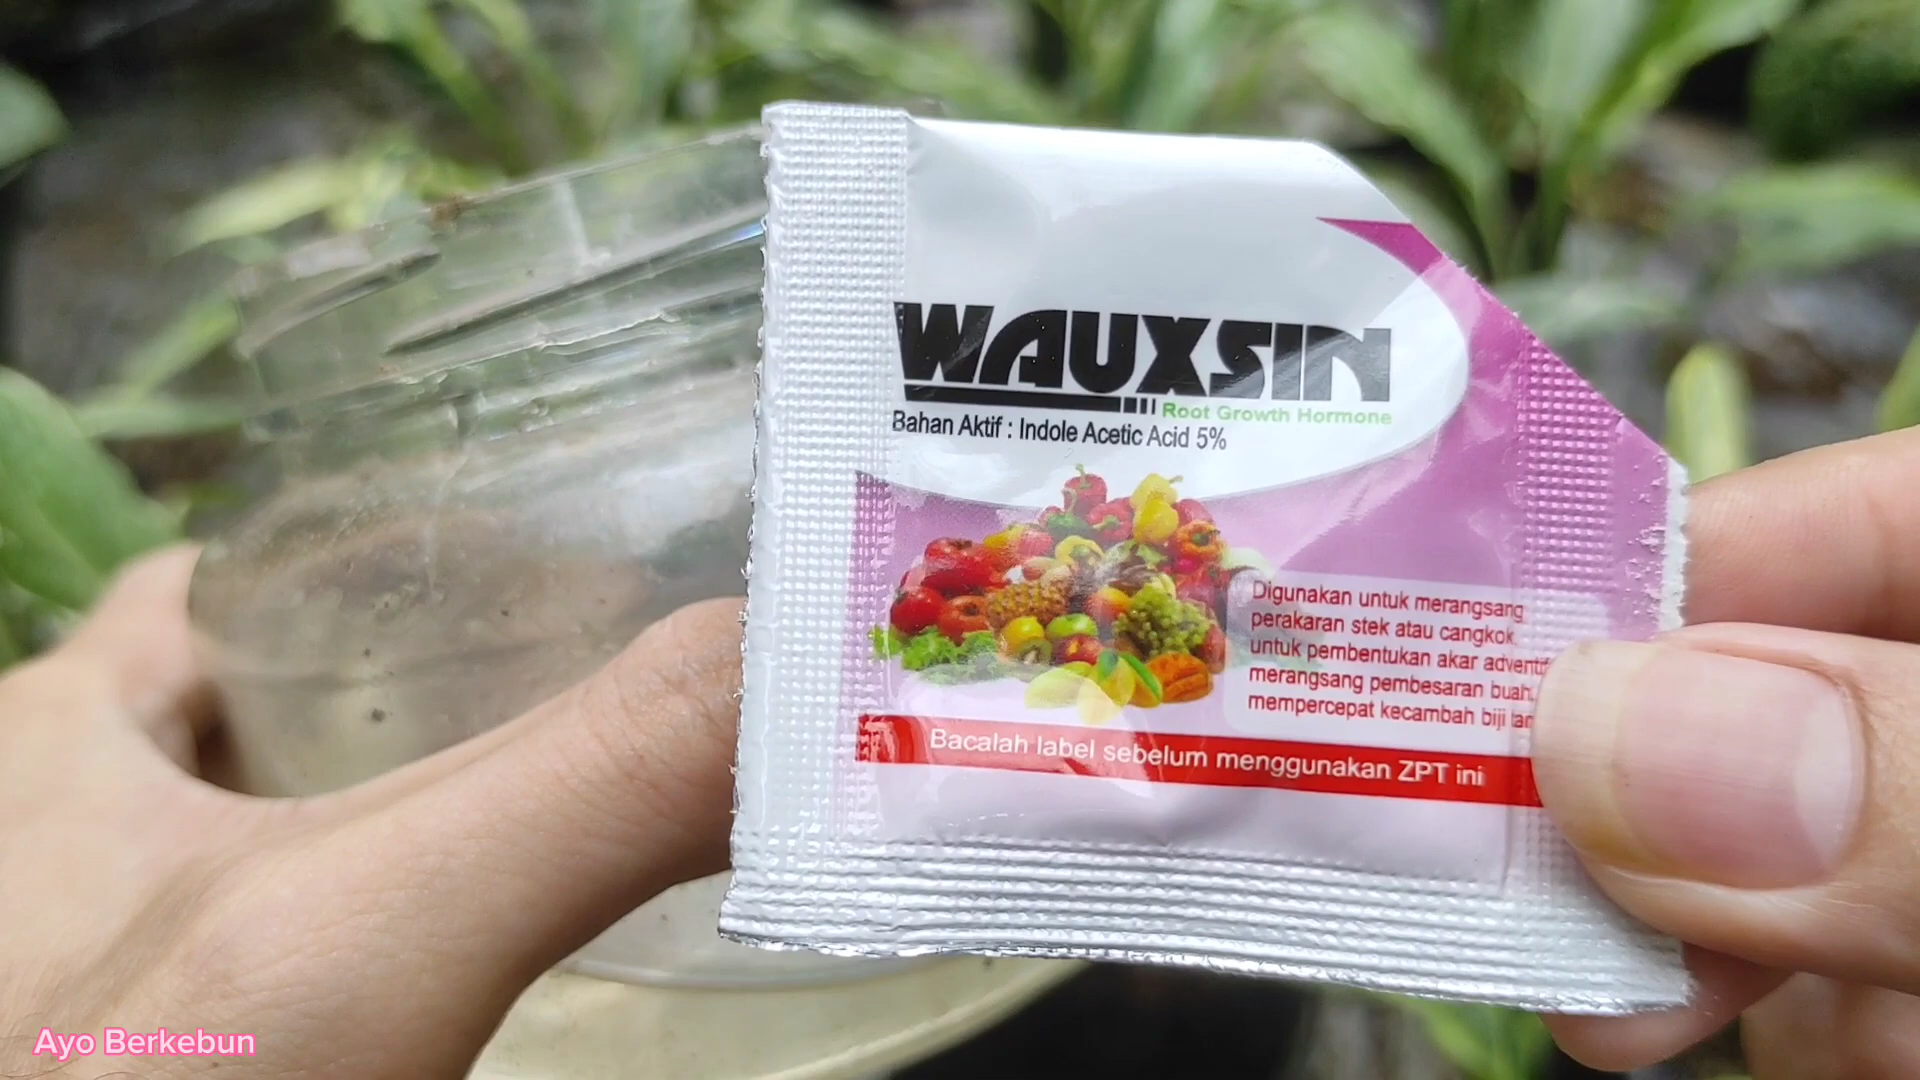 WAUXSIN
Root Growth Hormone
Bahan Aktif : Indole Acetic Acid 5%
Digunakan untuk merangsang
perakaran stek atau cangkok,
untuk pembentukan akar adventif
merangsang pembesaran buah,
mempercepat kecambah biji
Bacalah label sebelum menggunakan ZPT ini
Ayo Berkebun